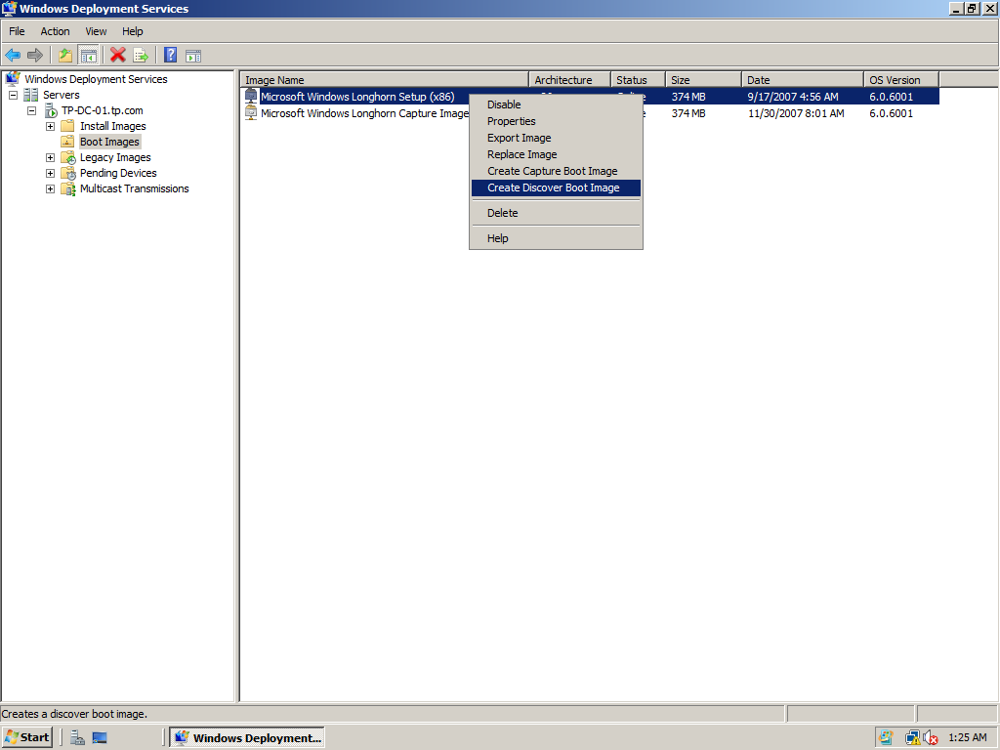 Windows Deployment Services
File Action View Help
Windows Deployment Services
Servers
TP-DC-01.tp.com
Install Images
Boot Images
Legacy Images
Pending Devices
Multicast Transmissions
Image Name Architecture Status Size Date OS Version
Microsoft Windows Longhorn Setup (x86) 374 MB 9/17/2007 4:56 AM 6.0.6001
Microsoft Windows Longhorn Capture Image 374 MB 11/30/2007 8:01 AM 6.0.6001
Disable
Properties
Export Image
Replace Image
Create Capture Boot Image
Create Discover Boot Image
Delete
Help
Creates a discover boot image.
Start Windows Deployment... 1:25 AM